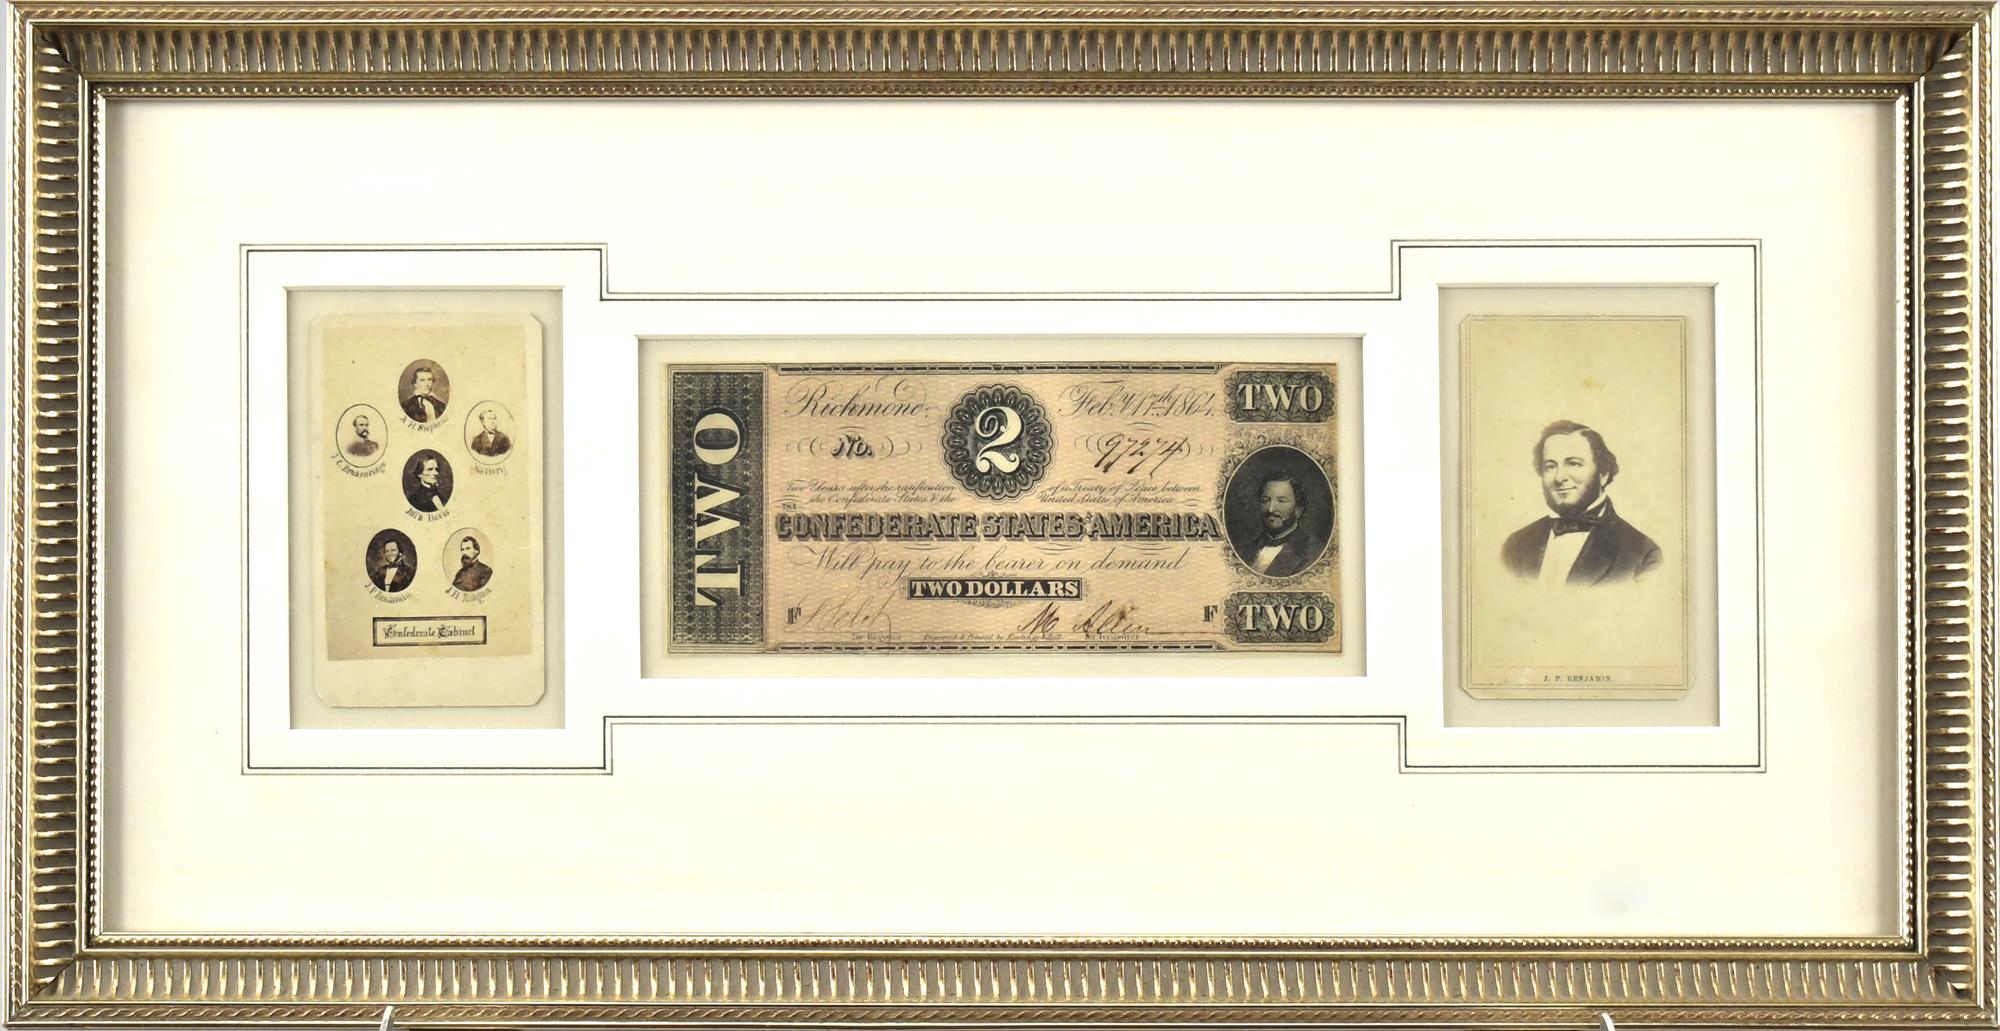 A H Stephens
J. C. Breckenridge
Mallory
Jeff Davis
J P Benjamin
J H Reagan
Confederate Cabinet
TWO
Richmond Feby. 17th 1864.
2
No. 97274
Two Years after the ratification of a Treaty of Peace between
the Confederate States & the United States of America
THE
CONFEDERATE STATES AMERICA
Will pay to the bearer on demand
TWO DOLLARS
F F
for Register Engraved & Printed by Keatinge & Ball for Treasurer
TWO
TWO
J. P. BENJAMIN.